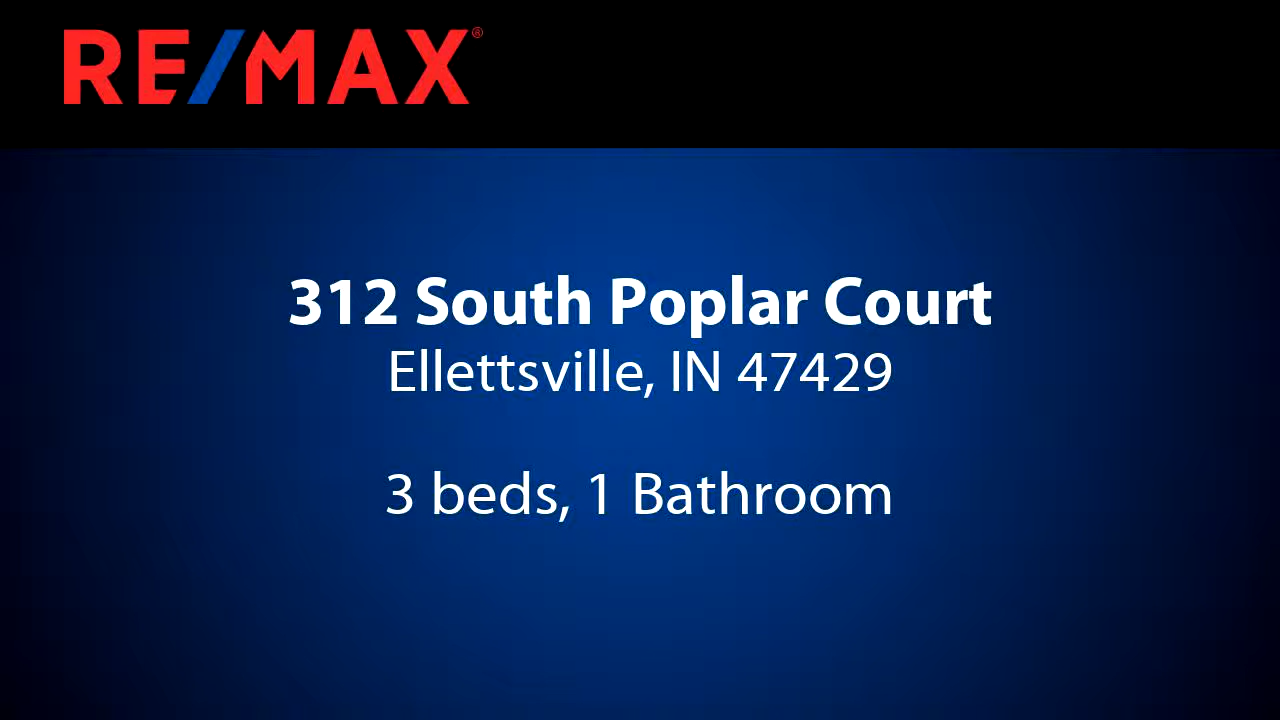 RE/MAX®
312 South Poplar Court
Ellettsville, IN 47429
3 beds, 1 Bathroom